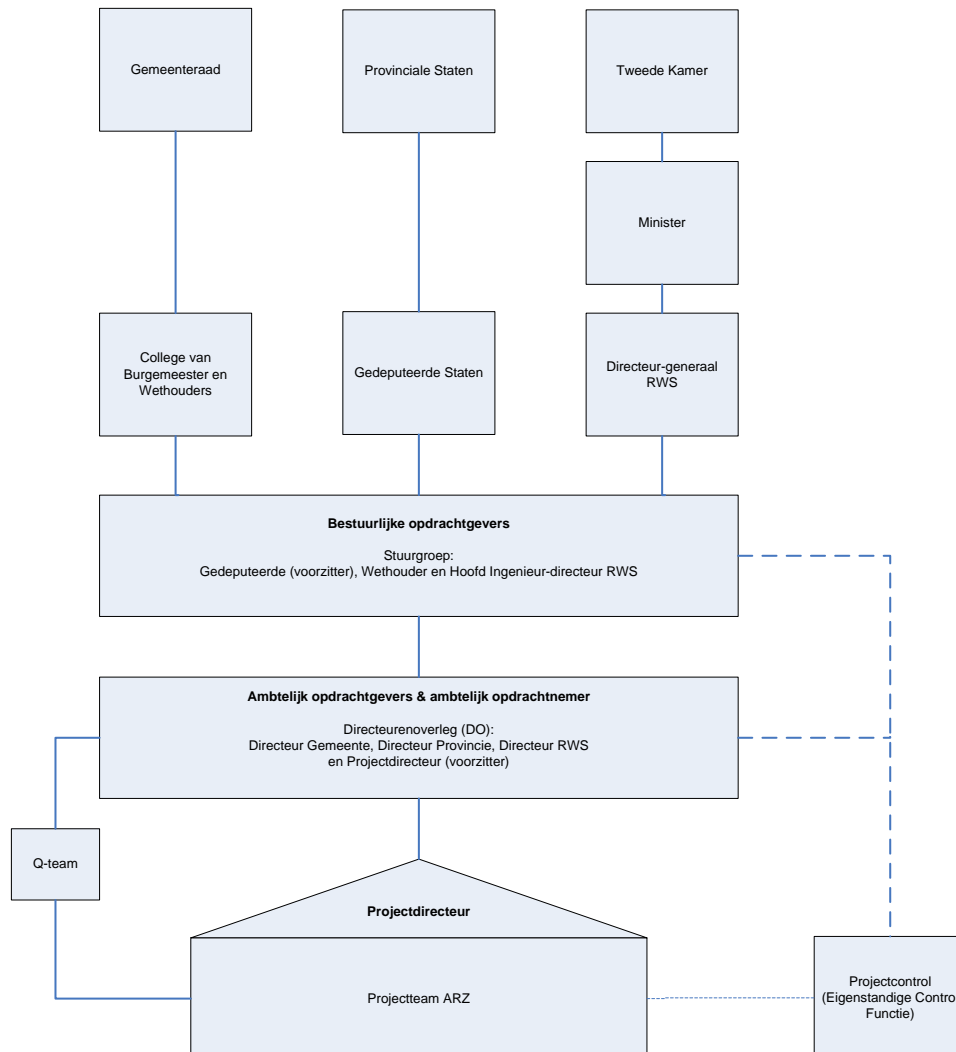 Gemeenteraad
Provinciale Staten
Tweede Kamer
Minister
College van
Burgemeester en
Wethouders
Gedeputeerde Staten
Directeur-generaal
RWS
Bestuurlijke opdrachtgevers
Stuurgroep:
Gedeputeerde (voorzitter), Wethouder en Hoofd Ingenieur-directeur RWS
Ambtelijk opdrachtgevers & ambtelijk opdrachtnemer
Directeurenoverleg (DO):
Directeur Gemeente, Directeur Provincie, Directeur RWS
en Projectdirecteur (voorzitter)
Q-team
Projectdirecteur
Projectteam ARZ
Projectcontrol
(Eigenstandige Control
Functie)